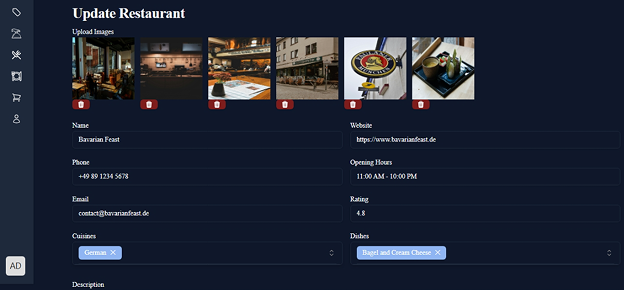 Update Restaurant
Upload Images
Name
Website
Bavarian Feast
https://www.bavarianfeast.de
Phone
Opening Hours
+49 89 1234 5678
11:00 AM - 10:00 PM
Email
Rating
contact@bavarianfeast.de
4.8
Cuisines
Dishes
German
Bagel and Cream Cheese
AD
Description